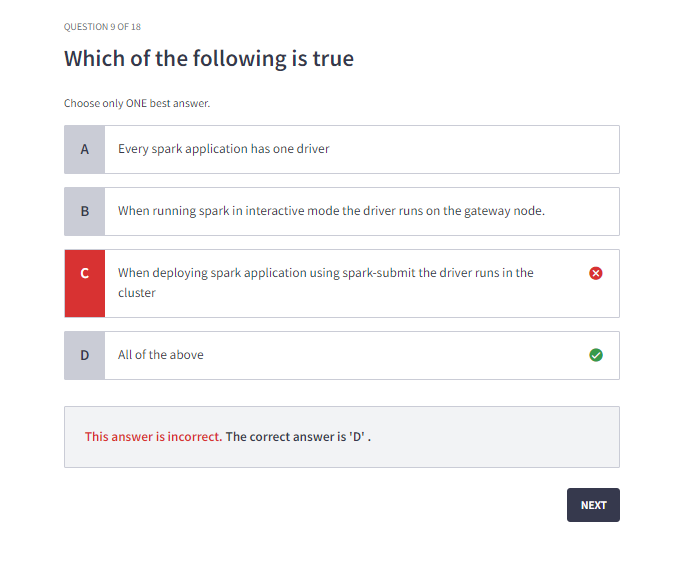 QUESTION 9 OF 18
Which of the following is true
Choose only ONE best answer.
A
Every spark application has one driver
B
When running spark in interactive mode the driver runs on the gateway node.
C
When deploying spark application using spark-submit the driver runs in the
cluster
D
All of the above
This answer is incorrect. The correct answer is 'D' .
NEXT